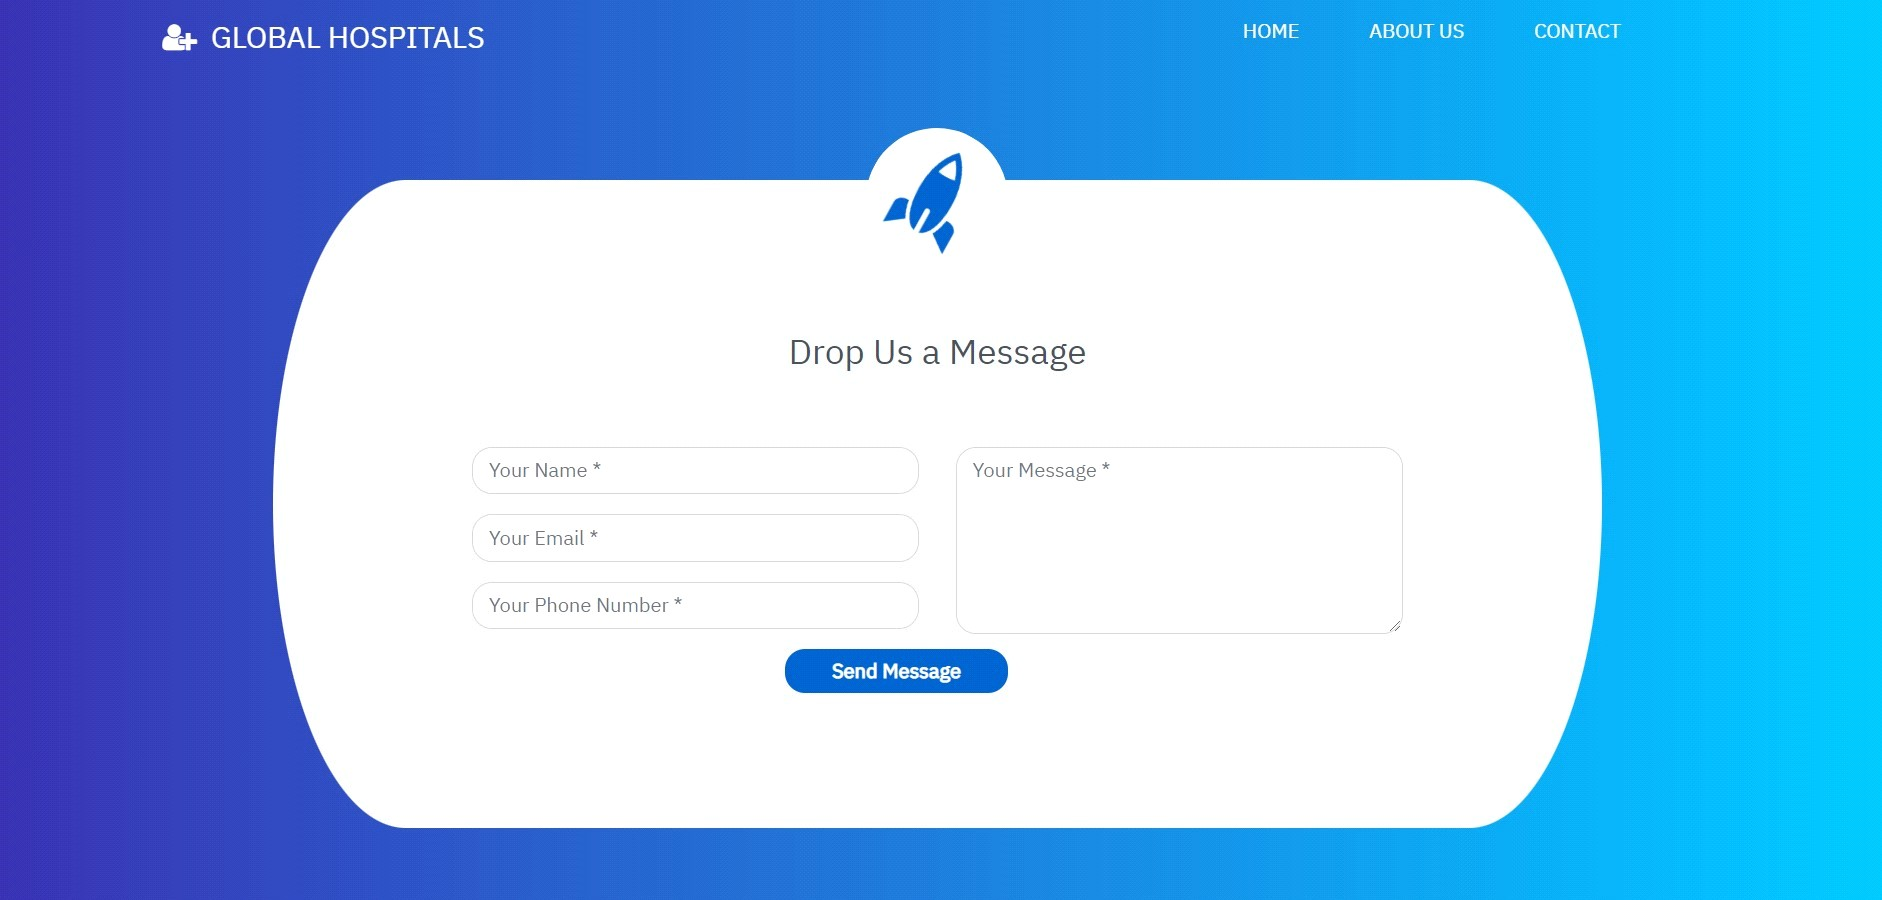 GLOBAL HOSPITALS
HOME
ABOUT US
CONTACT
Drop Us a Message
Your Name *
Your Email *
Your Phone Number *
Your Message *
Send Message